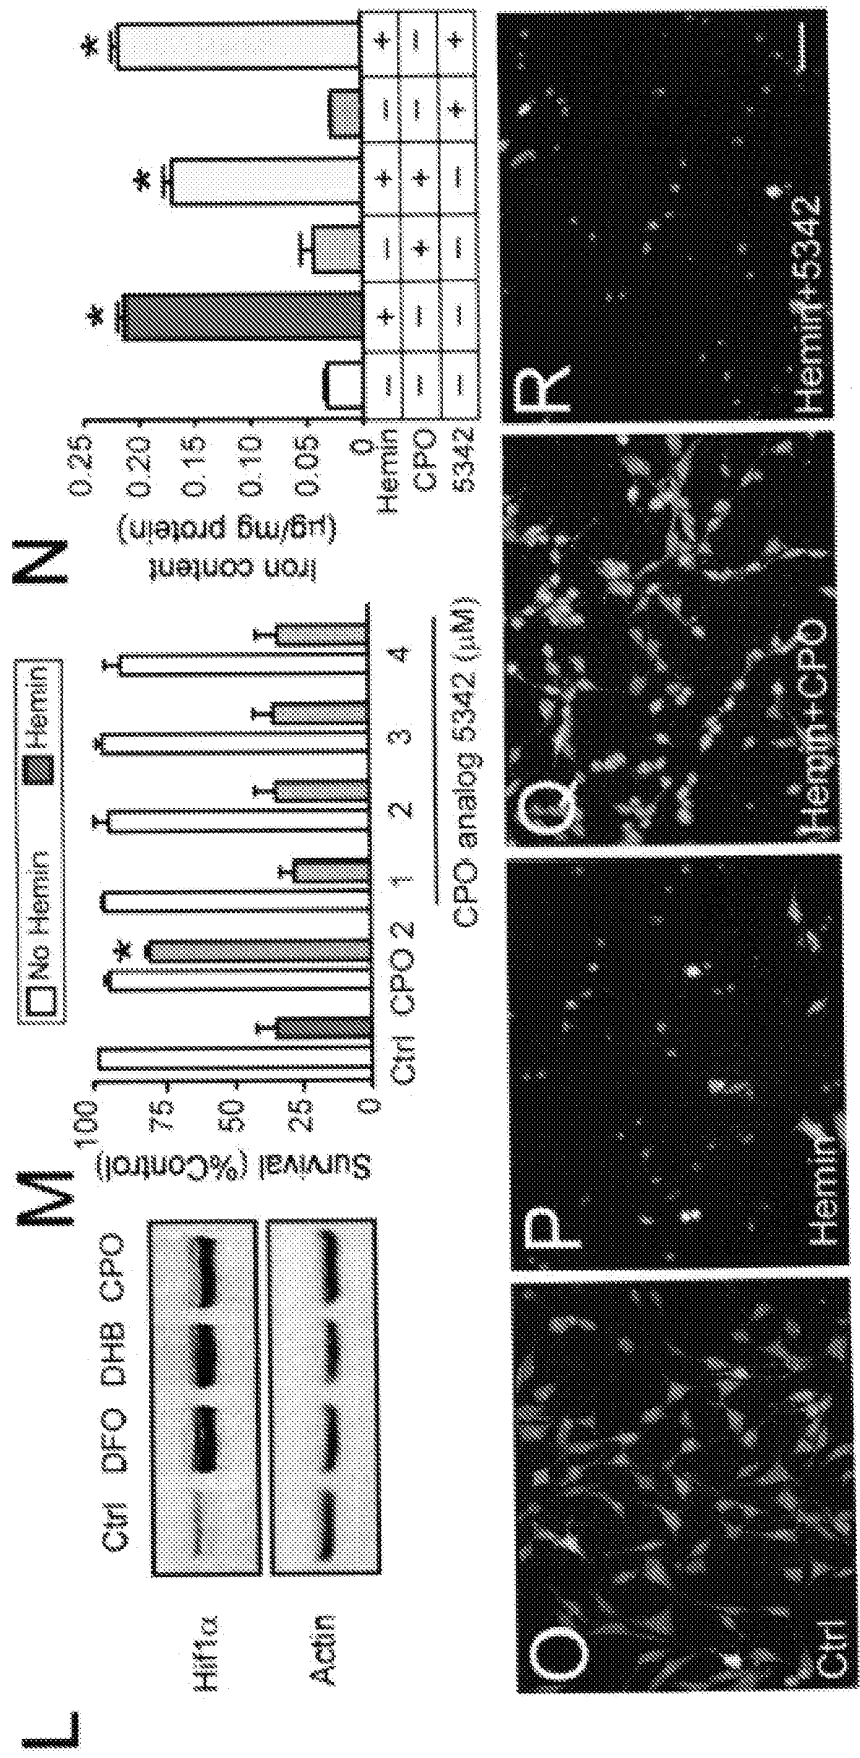 L
Ctrl DFO DHB CPO
Hif1α
Actin
M
No Hemin Hemin
Survival (%Control)
100
75
50
25
0
Ctrl CPO 2 1 2 3 4
CPO analog 5342 (μM)
* 
N
Iron content
(μg/mg protein)
0.25
0.20
0.15
0.10
0.05
0
* * *
Hemin − + − + − +
CPO − − + + − −
5342 − − − − + +
O
Ctrl
P
Hemin
Q
Hemin+CPO
R
Hemin+5342